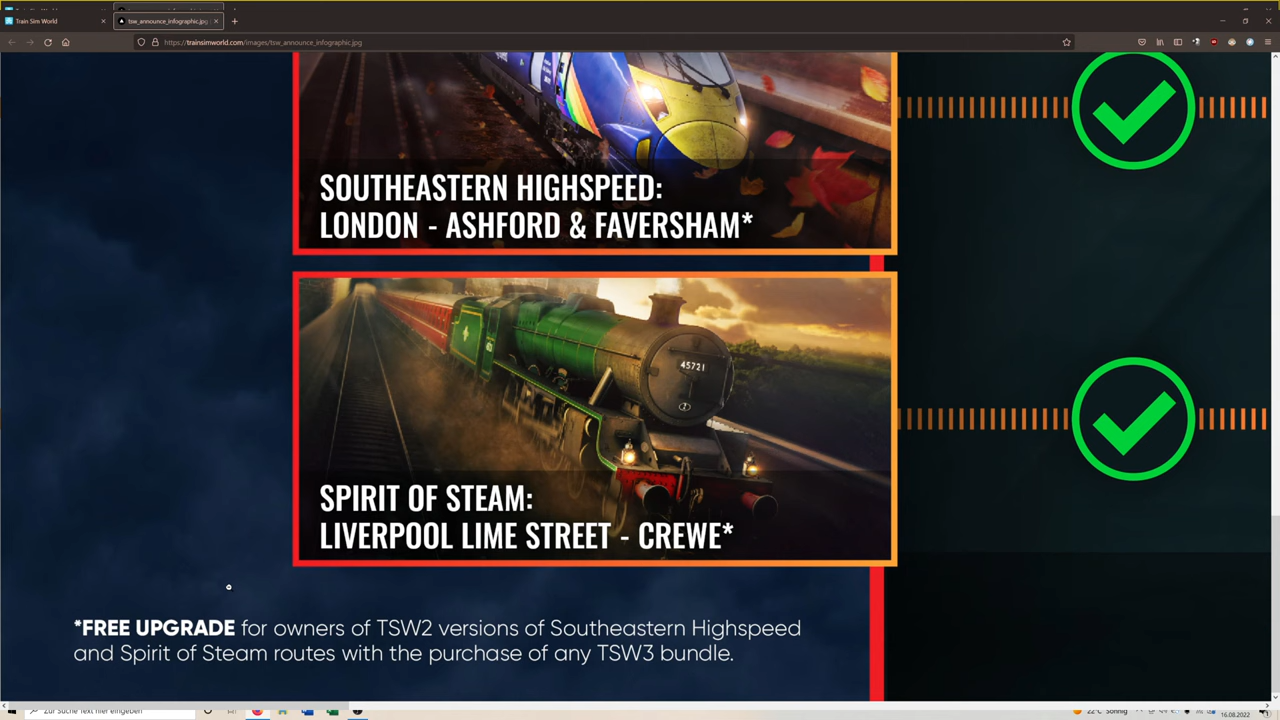 Train Sim World
tsw_announce_infographic.jpg
https://trainsimworld.com/images/tsw_announce_infographic.jpg
SOUTHEASTERN HIGHSPEED:
LONDON - ASHFORD & FAVERSHAM*
45721
SPIRIT OF STEAM:
LIVERPOOL LIME STREET - CREWE*
*FREE UPGRADE for owners of TSW2 versions of Southeastern Highspeed
and Spirit of Steam routes with the purchase of any TSW3 bundle.
Zur Suche Text hier eingeben
22°C Sonnig
16.08.2022